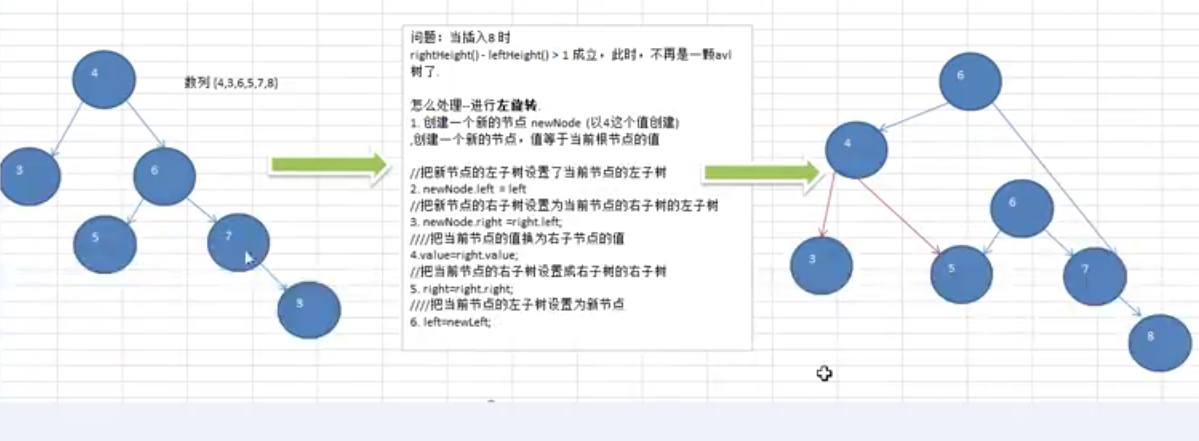 4
数列 {4,3,6,5,7,8}
3
6
5
7
8
问题：当插入8 时
rightHeight() - leftHeight() > 1 成立，此时，不再是一颗avl
树了.
怎么处理--进行左旋转.
1. 创建一个新的节点 newNode (以4这个值创建)
,创建一个新的节点，值等于当前根节点的值
//把新节点的左子树设置了当前节点的左子树
2. newNode.left = left
//把新节点的右子树设置为当前节点的右子树的左子树
3. newNode.right =right.left;
////把当前节点的值换为右子节点的值
4.value=right.value;
//把当前节点的右子树设置成右子树的右子树
5. right=right.right;
////把当前节点的左子树设置为新节点
6. left=newLeft;
6
4
6
3
5
7
8